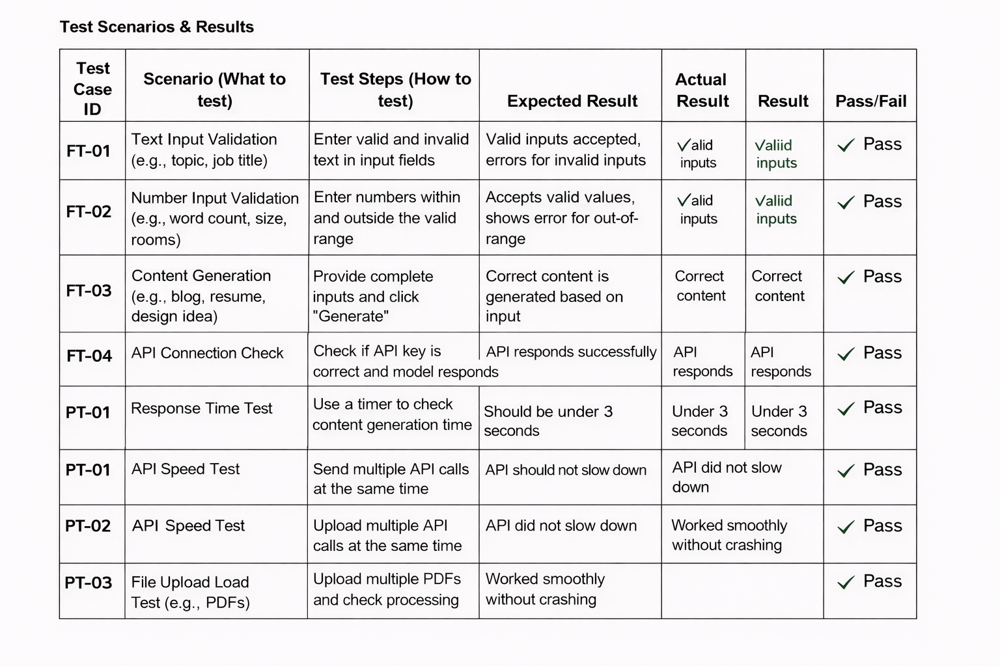 Test Scenarios & Results
Test
Case
ID
Scenario (What to
test)
Test Steps (How to
test)
Expected Result
Actual
Result
Result
Pass/Fail
FT-01
Text Input Validation
(e.g., topic, job title)
Enter valid and invalid
text in input fields
Valid inputs accepted,
errors for invalid inputs
✓alid
inputs
Valiid
inputs
✓ Pass
FT-02
Number Input Validation
(e.g., word count, size,
rooms)
Enter numbers within
and outside the valid
range
Accepts valid values,
shows error for out-of-
range
✓alid
inputs
Valiid
inputs
✓ Pass
FT-03
Content Generation
(e.g., blog, resume,
design idea)
Provide complete
inputs and click
"Generate"
Correct content is
generated based on
input
Correct
content
Correct
content
✓ Pass
FT-04
API Connection Check
Check if API key is
correct and model responds
API responds successfully
API
responds
API
responds
✓ Pass
PT-01
Response Time Test
Use a timer to check
content generation time
Should be under 3
seconds
Under 3
seconds
Under 3
seconds
✓ Pass
PT-01
API Speed Test
Send multiple API calls
at the same time
API should not slow down
API did not slow
down
✓ Pass
PT-02
API Speed Test
Upload multiple API
calls at the same time
API did not slow down
Worked smoothly
without crashing
✓ Pass
PT-03
File Upload Load
Test (e.g., PDFs)
Upload multiple PDFs
and check processing
Worked smoothly
without crashing
✓ Pass